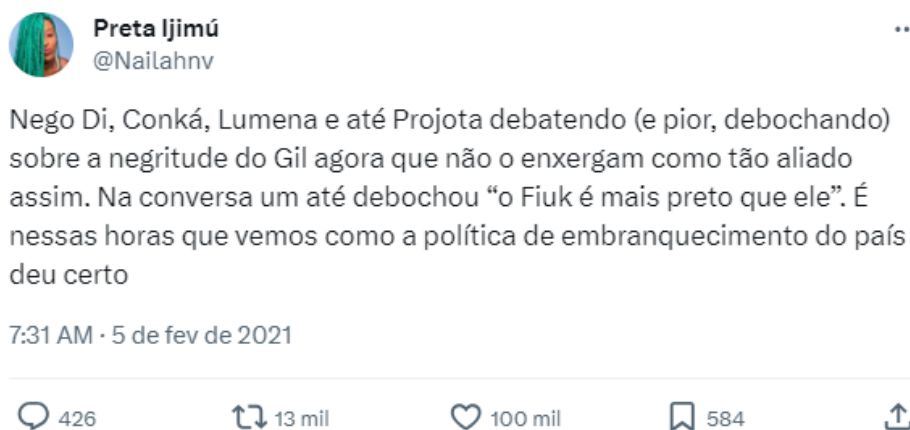 Preta Ijimú
@Nailahnv
Nego Di, Conká, Lumena e até Projota debatendo (e pior, debochando)
sobre a negritude do Gil agora que não o enxergam como tão aliado
assim. Na conversa um até debochou “o Fiuk é mais preto que ele”. É
nessas horas que vemos como a política de embranquecimento do país
deu certo
7:31 AM · 5 de fev de 2021
426 13 mil 100 mil 584